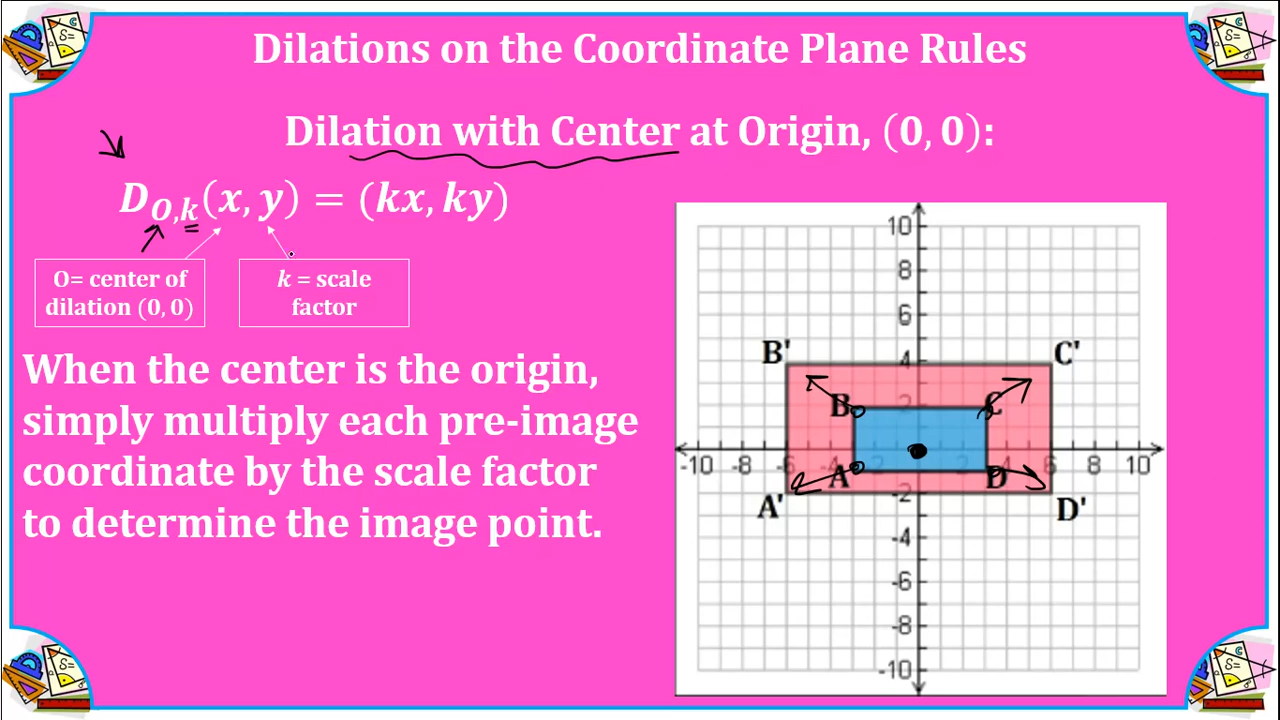 Dilations on the Coordinate Plane Rules
Dilation with Center at Origin, (0, 0):
D_{O,k}(x, y) = (kx, ky)
O= center of
dilation (0, 0)
k = scale
factor
When the center is the origin,
simply multiply each pre-image
coordinate by the scale factor
to determine the image point.
10
8
6
B' 4 C'
B 2 C
-10 -8 -6 -4 -2 2 6 8 10
A D
A' -2 D'
-4
-6
-8
-10